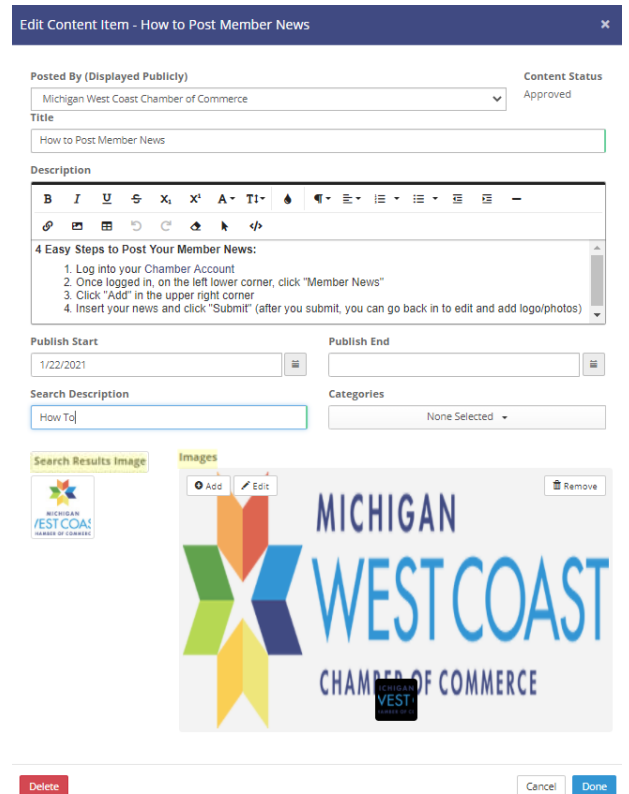 Edit Content Item - How to Post Member News ×
Posted By (Displayed Publicly) Content Status
Michigan West Coast Chamber of Commerce Approved
Title
How to Post Member News
Description
B I U S X₁ X¹ A T
4 Easy Steps to Post Your Member News:
1. Log into your Chamber Account
2. Once logged in, on the left lower corner, click "Member News"
3. Click "Add" in the upper right corner
4. Insert your news and click "Submit" (after you submit, you can go back in to edit and add logo/photos)
Publish Start Publish End
1/22/2021
Search Description Categories
How To None Selected
Search Results Image Images
Add Edit Remove
MICHIGAN
WEST COAST
CHAMBER OF COMMERCE
MICHIGAN
VEST COAS
Delete Cancel Done